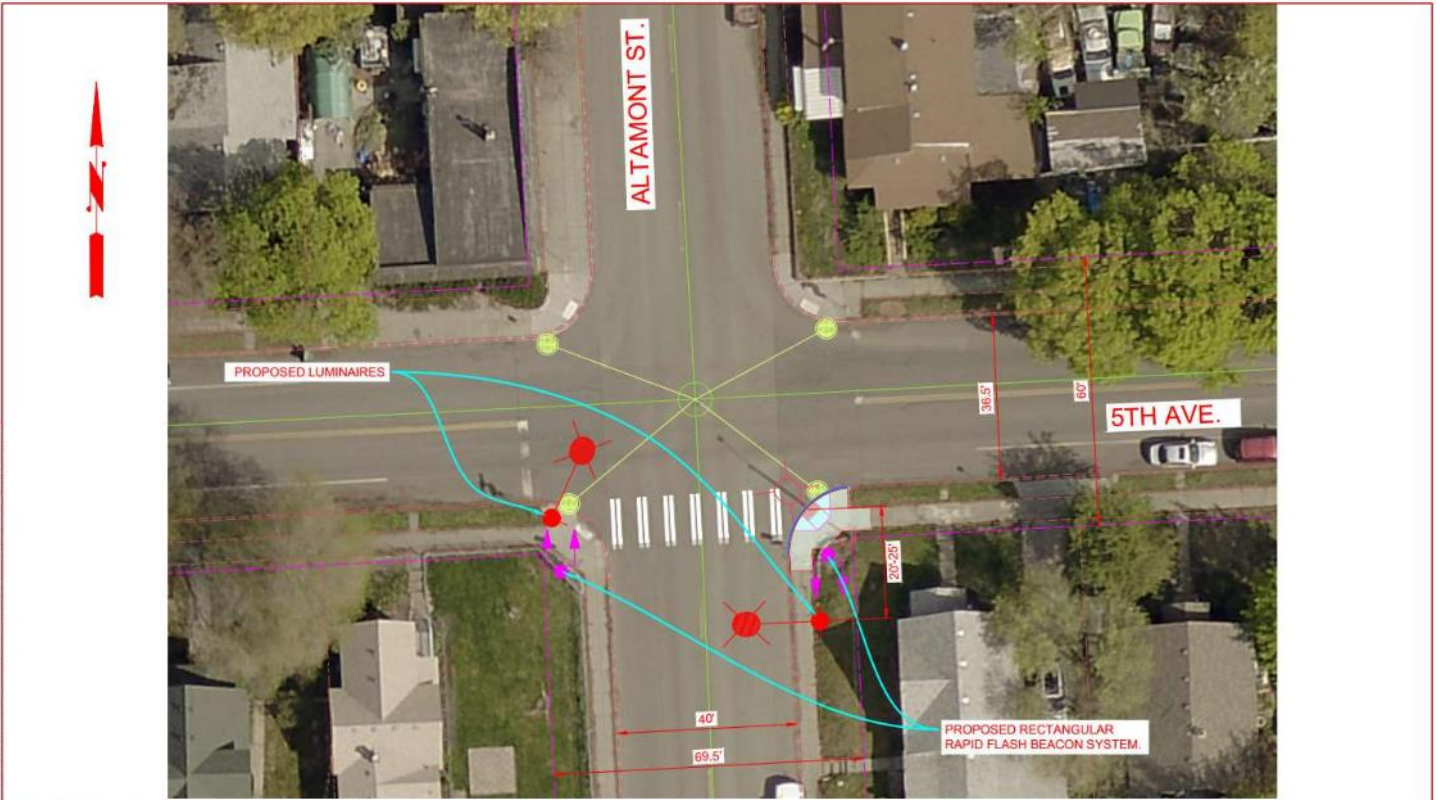 ALTAMONT ST.
N
PROPOSED LUMINAIRES
36.5'
60'
5TH AVE.
20'-25'
40'
69.5'
PROPOSED RECTANGULAR
RAPID FLASH BEACON SYSTEM.